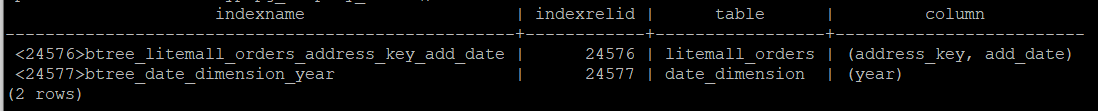 indexname | indexrelid | table | column
<24576>btree_litemall_orders_address_key_add_date | 24576 | litemall_orders | (address_key, add_date)
<24577>btree_date_dimension_year | 24577 | date_dimension | (year)
(2 rows)